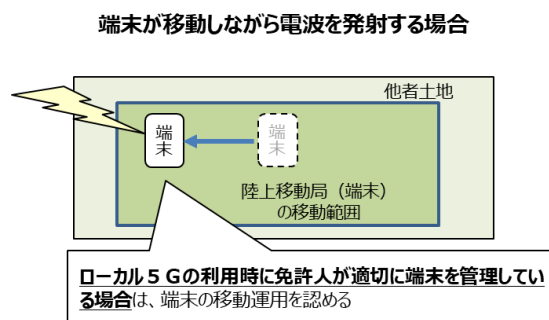 端末が移動しながら電波を発射する場合
他者土地
端
末
端
末
陸上移動局（端末）
の移動範囲
ローカル５Ｇの利用時に免許人が適切に端末を管理してい
る場合は、端末の移動運用を認める